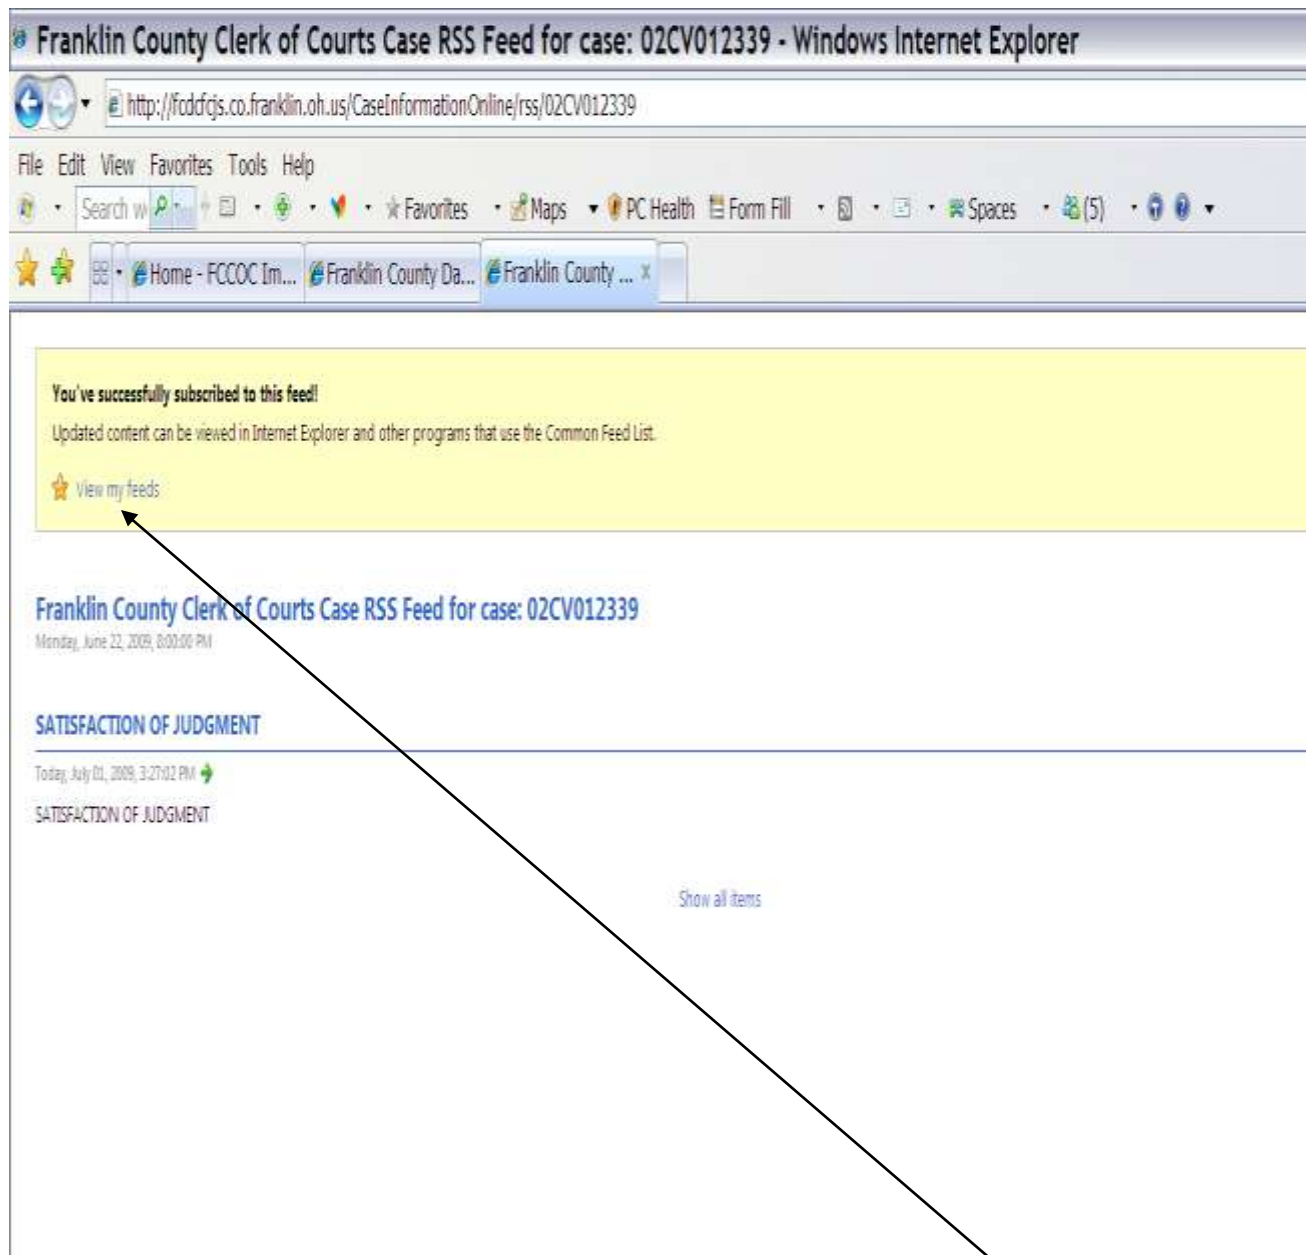 Franklin County Clerk of Courts Case RSS Feed for case: 02CV012339 - Windows Internet Explorer
http://fcdcfcjs.co.franklin.oh.us/CaseInformationOnline/rss/02CV012339
File Edit View Favorites Tools Help
Search w Favorites Maps PC Health Form Fill Spaces (5)
Home - FCCOC Im... Franklin County Da... Franklin County ... x
You've successfully subscribed to this feed!
Updated content can be viewed in Internet Explorer and other programs that use the Common Feed List.
View my feeds
Franklin County Clerk of Courts Case RSS Feed for case: 02CV012339
Monday, June 22, 2009, 8:00:00 PM
SATISFACTION OF JUDGMENT
Today, July 01, 2009, 3:27:02 PM
SATISFACTION OF JUDGMENT
Show all items